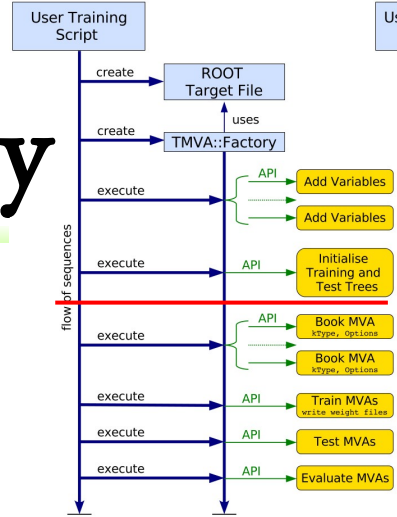 User Training
Script
Us
create
ROOT
Target File
uses
create
TMVA::Factory
y
execute
API
Add Variables
Add Variables
flow of sequences
execute
API
Initialise
Training and
Test Trees
execute
API
Book MVA
kType, Options
Book MVA
kType, Options
execute
API
Train MVAs
write weight files
execute
API
Test MVAs
execute
API
Evaluate MVAs